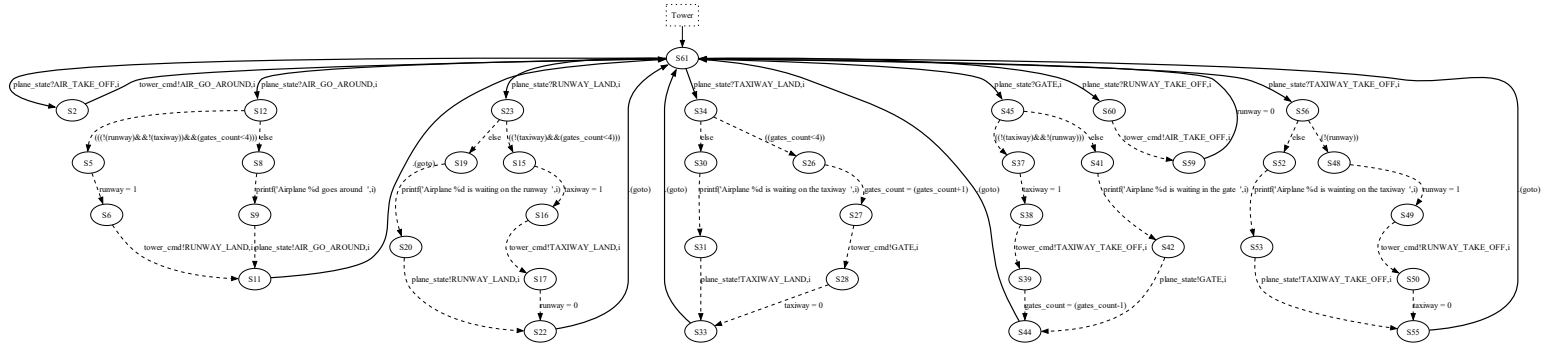 Tower
S61
plane_state?AIR_TAKE_OFF,i
tower_cmd!AIR_GO_AROUND,i
plane_state?AIR_GO_AROUND,i
plane_state?RUNWAY_LAND,i
plane_state?TAXIWAY_LAND,i
plane_state?GATE,i
plane_state?RUNWAY_TAKE_OFF,i
plane_state?TAXIWAY_TAKE_OFF,i
S2
S12
S23
S34
S45
S60
runway = 0
S56
(((!(runway)&&!(taxiway))&&(gates_count<4)))
else
else
((!(taxiway)&&(gates_count<4)))
else
((gates_count<4))
((!(taxiway)&&!(runway)))
else
tower_cmd!AIR_TAKE_OFF,i
else
(!(runway))
S5
S8
.(goto)
S19
S15
S30
S26
S37
S41
S59
S52
S48
runway = 1
printf('Airplane %d goes around ',i)
printf('Airplane %d is waiting on the runway ',i)
taxiway = 1
.(goto)
.(goto)
printf('Airplane %d is waiting on the taxiway ',i)
gates_count = (gates_count+1)
.(goto)
taxiway = 1
printf('Airplane %d is waiting in the gate ',i)
printf('Airplane %d is wainting on the taxiway ',i)
runway = 1
.(goto)
S6
S9
S16
S27
S38
S49
tower_cmd!RUNWAY_LAND,i
plane_state!AIR_GO_AROUND,i
S20
tower_cmd!TAXIWAY_LAND,i
S31
tower_cmd!GATE,i
tower_cmd!TAXIWAY_TAKE_OFF,i
S42
S53
tower_cmd!RUNWAY_TAKE_OFF,i
S11
plane_state!RUNWAY_LAND,i
S17
plane_state!TAXIWAY_LAND,i
S28
S39
plane_state!GATE,i
plane_state!TAXIWAY_TAKE_OFF,i
S50
runway = 0
taxiway = 0
gates_count = (gates_count-1)
taxiway = 0
S22
S33
S44
S55